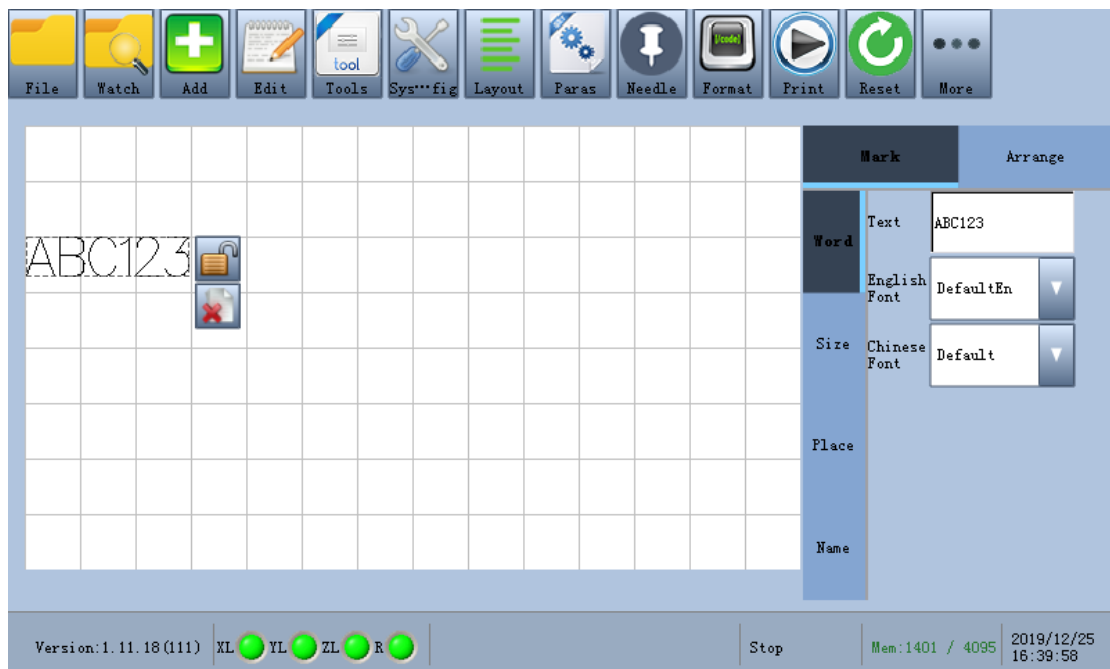 tool
[/code]
File Watch Add Edit Tools Sys···fig Layout Paras Needle Format Print Reset More
Mark Arrange
Word
Text ABC123
English Font DefaultEn
Chinese Font Default
ABC123
Size
Place
Name
Version:1.11.18(111) XL YL ZL R Stop Mem:1401 / 4095 2019/12/25
16:39:58